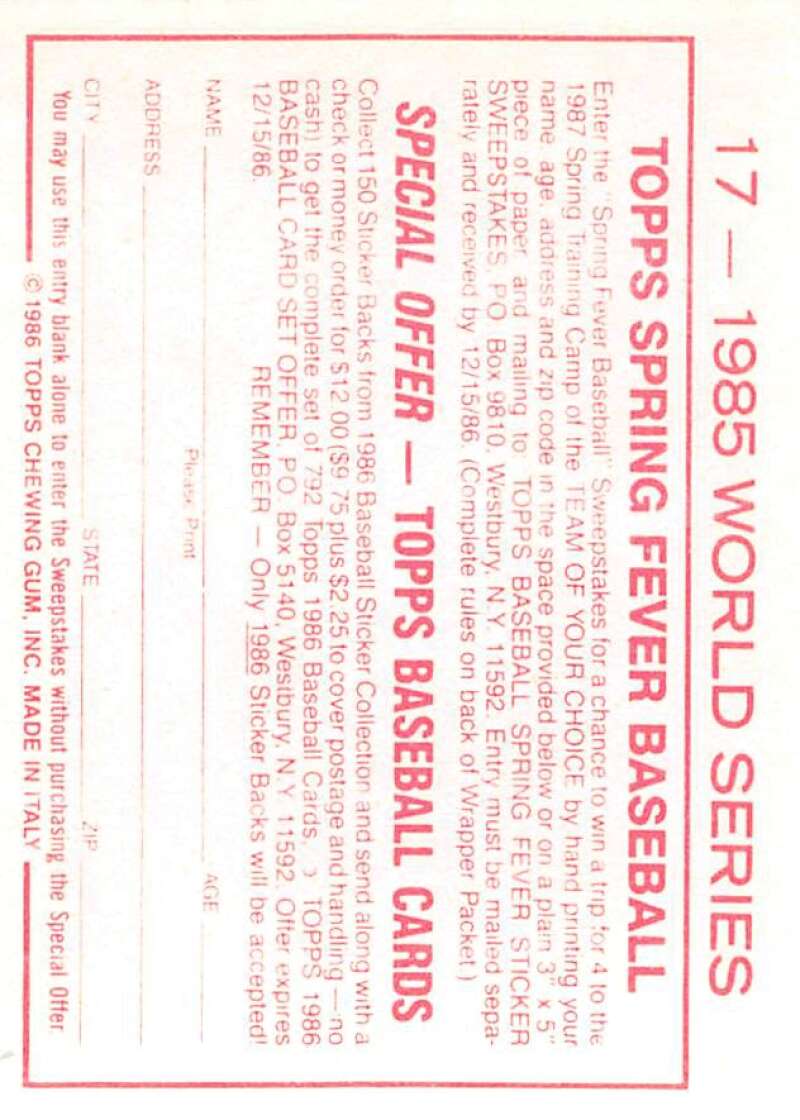 17 — 1985 WORLD SERIES
TOPPS SPRING FEVER BASEBALL
Enter the "Spring Fever Baseball" Sweepstakes for a chance to win a trip for 4 to the
1987 Spring Training Camp of the TEAM OF YOUR CHOICE by hand printing your
name, age, address and zip code in the space provided below or on a plain 3" x 5"
piece of paper, and mailing to: TOPPS BASEBALL SPRING FEVER STICKER
SWEEPSTAKES, P.O. Box 9810, Westbury, N.Y. 11592. Entry must be mailed sepa-
rately and received by 12/15/86. (Complete rules on back of Wrapper Packet.)
SPECIAL OFFER — TOPPS BASEBALL CARDS
Collect 150 Sticker Backs from 1986 Baseball Sticker Collection and send along with a
check or money order for $12.00 ($9.75 plus $2.25 to cover postage and handling — no
cash) to get the complete set of 792 Topps 1986 Baseball Cards, TOPPS 1986
BASEBALL CARD SET OFFER, P.O. Box 5140, Westbury, N.Y. 11592. Offer expires
12/15/86. REMEMBER — Only 1986 Sticker Backs will be accepted!
NAME AGE
Please Print
ADDRESS
CITY STATE ZIP
You may use this entry blank alone to enter the Sweepstakes without purchasing the Special Offer.
© 1986 TOPPS CHEWING GUM, INC. MADE IN ITALY